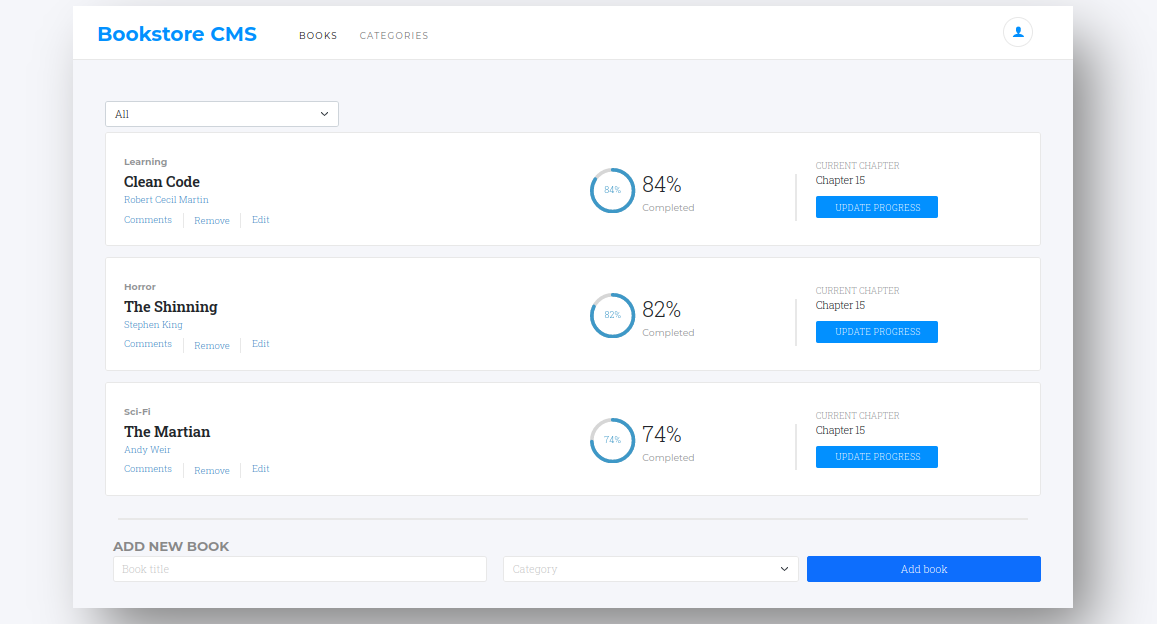 Bookstore CMS
BOOKS
CATEGORIES
All
Learning
Clean Code
Robert Cecil Martin
Comments
Remove
Edit
84%
84%
Completed
CURRENT CHAPTER
Chapter 15
UPDATE PROGRESS
Horror
The Shinning
Stephen King
Comments
Remove
Edit
82%
82%
Completed
CURRENT CHAPTER
Chapter 15
UPDATE PROGRESS
Sci-Fi
The Martian
Andy Weir
Comments
Remove
Edit
74%
74%
Completed
CURRENT CHAPTER
Chapter 15
UPDATE PROGRESS
ADD NEW BOOK
Book title
Category
Add book